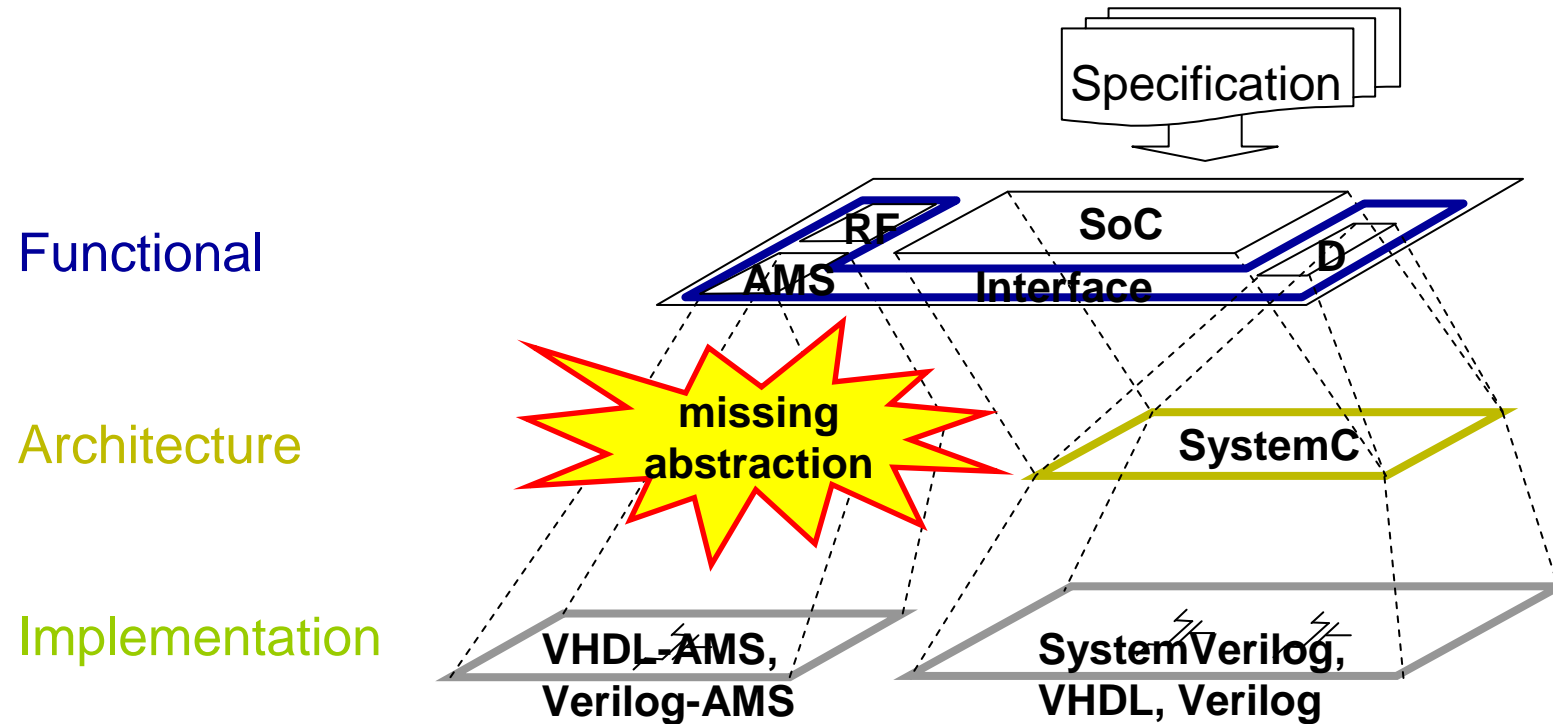 Specification
Functional
RF
SoC
D
AMS
Interface
Architecture
missing
abstraction
SystemC
Implementation
VHDL-AMS,
Verilog-AMS
SystemVerilog,
VHDL, Verilog